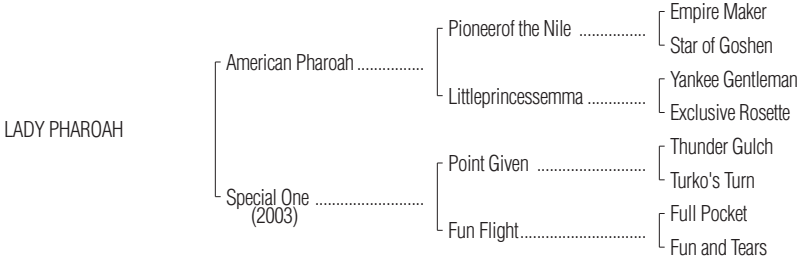 Empire Maker
Pioneerof the Nile ................
Star of Goshen
American Pharoah ................
Yankee Gentleman
Littleprincessemma ..............
Exclusive Rosette
LADY PHAROAH
Thunder Gulch
Point Given ..........................
Turko's Turn
Special One ..........................
(2003)
Full Pocket
Fun Flight..............................
Fun and Tears